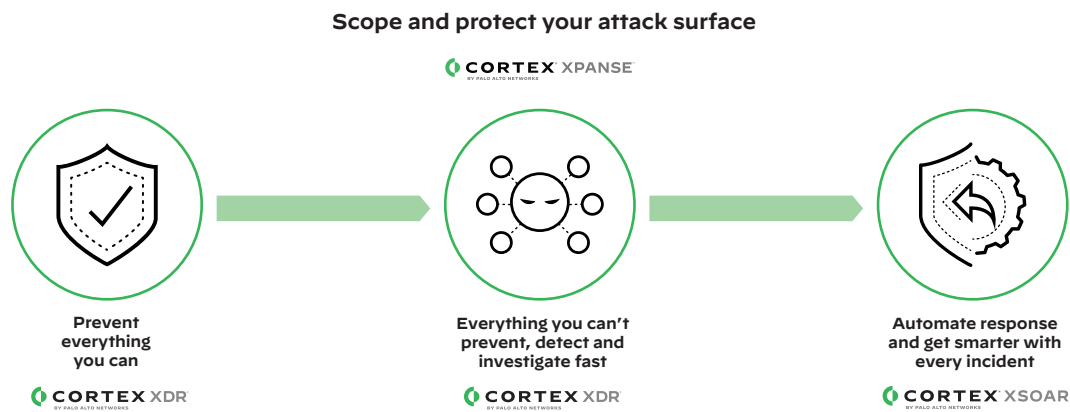 Scope and protect your attack surface
CORTEX XPANSE
BY PALO ALTO NETWORKS
Prevent
everything
you can
CORTEX XDR
BY PALO ALTO NETWORKS
Everything you can't
prevent, detect and
investigate fast
CORTEX XDR
BY PALO ALTO NETWORKS
Automate response
and get smarter with
every incident
CORTEX XSOAR
BY PALO ALTO NETWORKS